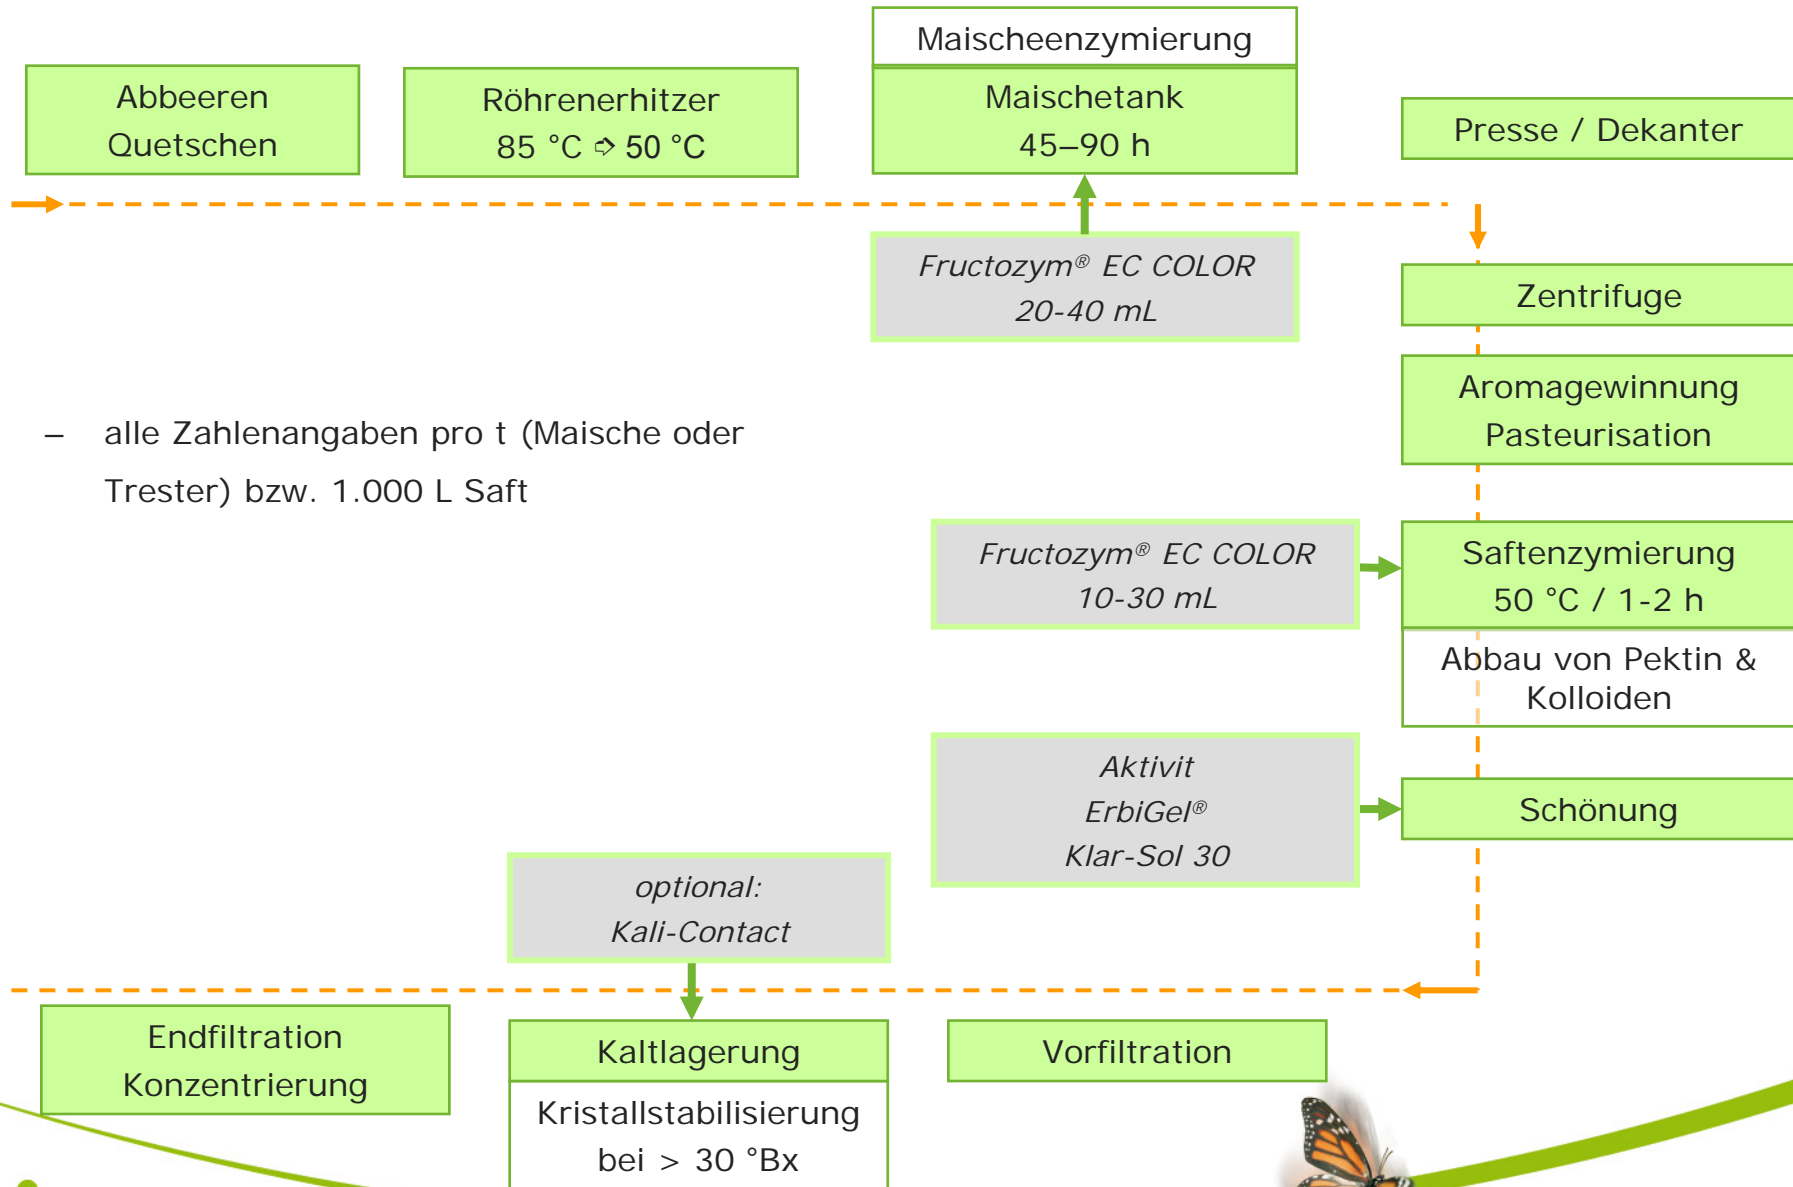 Maischeenzymierung
Abbeeren
Quetschen
Röhrenerhitzer
85 °C ➩ 50 °C
Maischetank
45–90 h
Presse / Dekanter
Fructozym® EC COLOR
20-40 mL
Zentrifuge
Aromagewinnung
Pasteurisation
– alle Zahlenangaben pro t (Maische oder
Trester) bzw. 1.000 L Saft
Fructozym® EC COLOR
10-30 mL
Saftenzymierung
50 °C / 1-2 h
Abbau von Pektin &
Kolloiden
Aktivit
ErbiGel®
Klar-Sol 30
Schönung
optional:
Kali-Contact
Endfiltration
Konzentrierung
Kaltlagerung
Kristallstabilisierung
bei > 30 °Bx
Vorfiltration